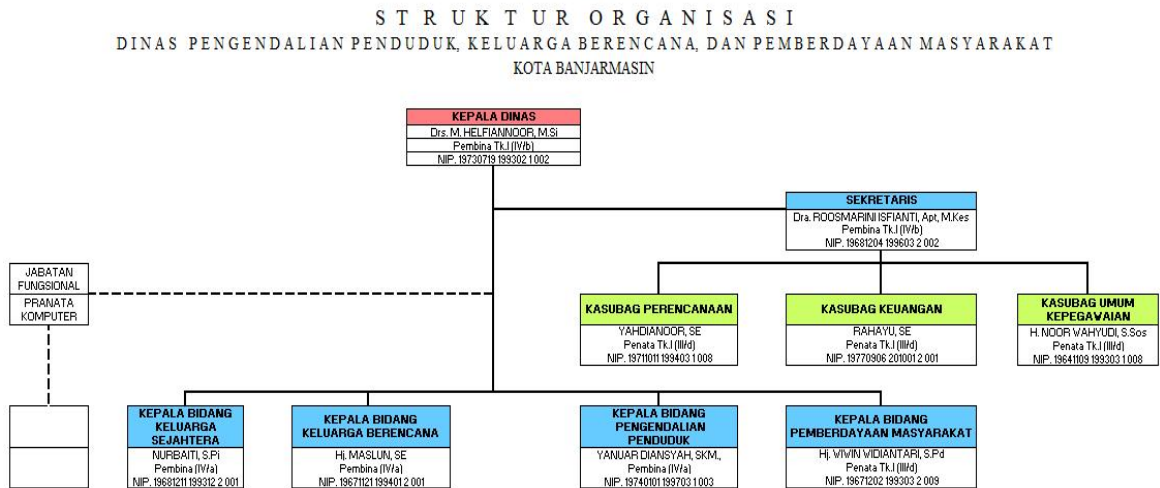 STRUKTUR ORGANISASI
DINAS PENGENDALIAN PENDUDUK, KELUARGA BERENCANA, DAN PEMBERDAYAAN MASYARAKAT
KOTA BANJARMASIN
KEPALA DINAS
Drs. M. HELFIANNOOR, M.Si
Pembina Tk.I (IV/b)
NIP. 19730719 199302 1 002
SEKRETARIS
Dra. ROOSMARINI ISFIANTI, Apt, M.Kes
Pembina Tk.I (IV/b)
NIP. 19681204 199603 2 002
JABATAN
FUNGSIONAL
PRANATA
KOMPUTER
KASUBAG PERENCANAAN
YAHDIANOOR, SE
Penata Tk.I (III/d)
NIP. 19711011 199403 1 008
KASUBAG KEUANGAN
RAHAYU, SE
Penata Tk.I (III/d)
NIP. 19770906 201001 2 001
KASUBAG UMUM
KEPEGAWAIAN
H. NOOR WAHYUDI, S.Sos
Penata Tk.I (III/d)
NIP. 19641109 199303 1 008
KEPALA BIDANG
KELUARGA
SEJAHTERA
NURBAITI, S.Pi
Pembina (IV/a)
NIP. 19681211 199312 2 001
KEPALA BIDANG
KELUARGA BERENCANA
Hj. MASLUN, SE
Pembina (IV/a)
NIP. 19671121 199401 2 001
KEPALA BIDANG
PENGENDALIAN
PENDUDUK
YANUAR DIANSYAH, SKM.,
Pembina (IV/a)
NIP. 19740101 199703 1 003
KEPALA BIDANG
PEMBERDAYAAN MASYARAKAT
Hj. WIWIN WIDIANTARI, S.Pd
Penata Tk.I (III/d)
NIP. 19671202 199303 2 009